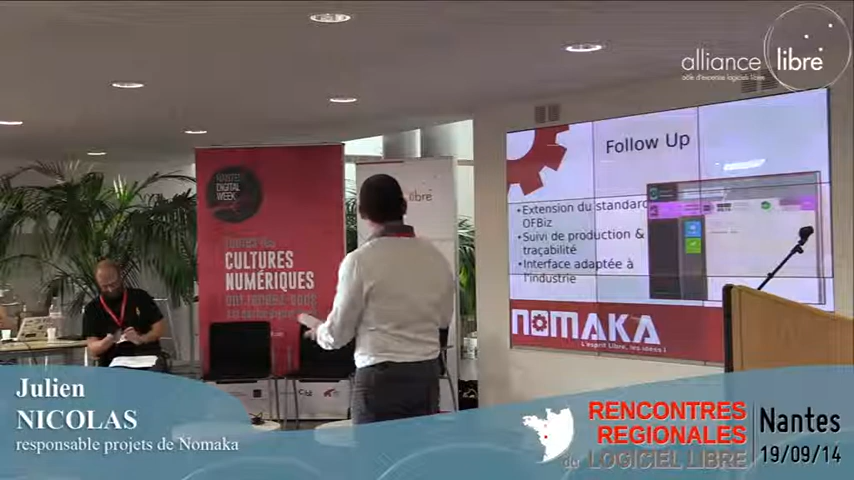 alliance libre
pôle d'expertise logiciel libre
Follow Up
•Extension du standard
OFBiz
•Suivi de production &
traçabilité
•Interface adaptée à
l'industrie
NOMAKA
L'esprit Libre, les idées !
NANTES
DIGITAL
WEEK
CULTURES
NUMÉRIQUES
libre
Julien
NICOLAS
responsable projets de Nomaka
RENCONTRES
REGIONALES
du LOGICIEL LIBRE
Nantes
19/09/14